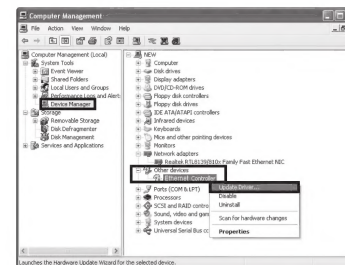 Computer Management
File Action View Window Help
Computer Management (Local)
System Tools
Event Viewer
Shared Folders
Local Users and Groups
Performance Logs and Alert:
Device Manager
Storage
Removable Storage
Disk Defragmenter
Disk Management
Services and Applications
NEW
Computer
Disk drives
Display adapters
DVD/CD-ROM drives
Floppy disk controllers
Floppy disk drives
IDE ATA/ATAPI controllers
Infrared devices
Keyboards
Mice and other pointing devices
Monitors
Network adapters
Realtek RTL8139/810x Family Fast Ethernet NIC
Other devices
Ethernet Controller
Ports (COM & LPT)
Processors
SCSI and RAID contro
Sound, video and gam
System devices
Universal Serial Bus co
Update Driver...
Disable
Uninstall
Scan for hardware changes
Properties
Launches the Hardware Update Wizard for the selected device.